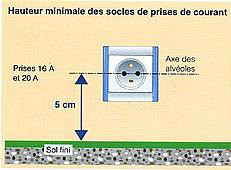 Hauteur minimale des socles de prises de courant
Prises 16 A
et 20 A
Axe des
alvéoles
5 cm
Sol fini